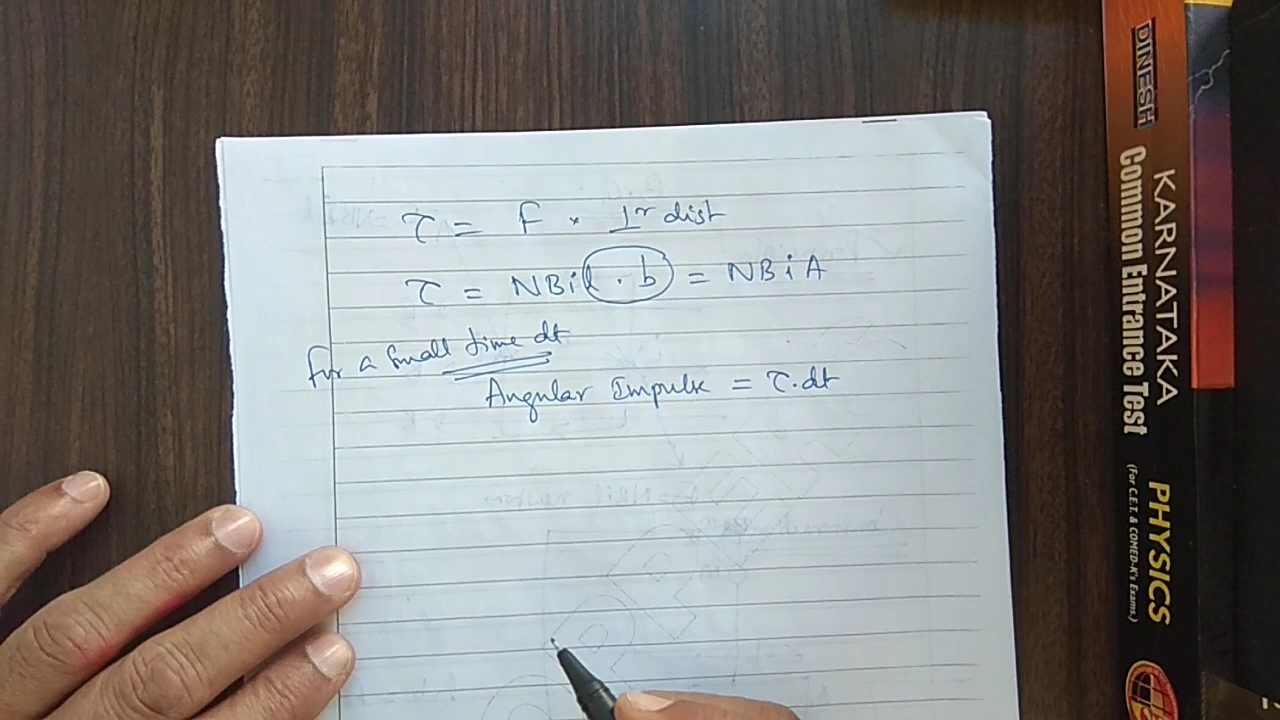 τ = F × ⊥r dist
τ = NBil · b = NBiA
for a small time dt
Angular Impulse = τ.dt
DINESH
KARNATAKA
Common Entrance Test
(For C.E.T. & COMED-K's Exams.)
PHYSICS